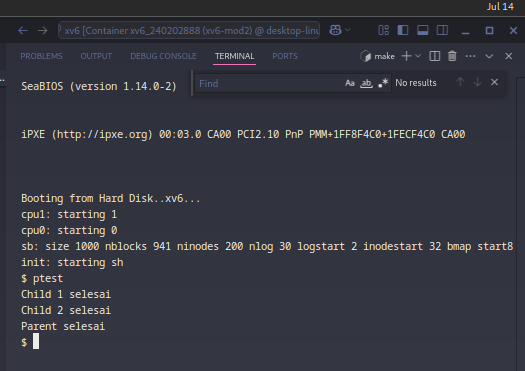 Jul 14
xv6 [Container xv6_240202888 (xv6-mod2) @ desktop-linu
PROBLEMS OUTPUT DEBUG CONSOLE TERMINAL PORTS make
Find Aa ab No results
SeaBIOS (version 1.14.0-2)
iPXE (http://ipxe.org) 00:03.0 CA00 PCI2.10 PnP PMM+1FF8F4C0+1FECF4C0 CA00
Booting from Hard Disk..xv6...
cpu1: starting 1
cpu0: starting 0
sb: size 1000 nblocks 941 ninodes 200 nlog 30 logstart 2 inodestart 32 bmap start8
init: starting sh
$ ptest
Child 1 selesai
Child 2 selesai
Parent selesai
$